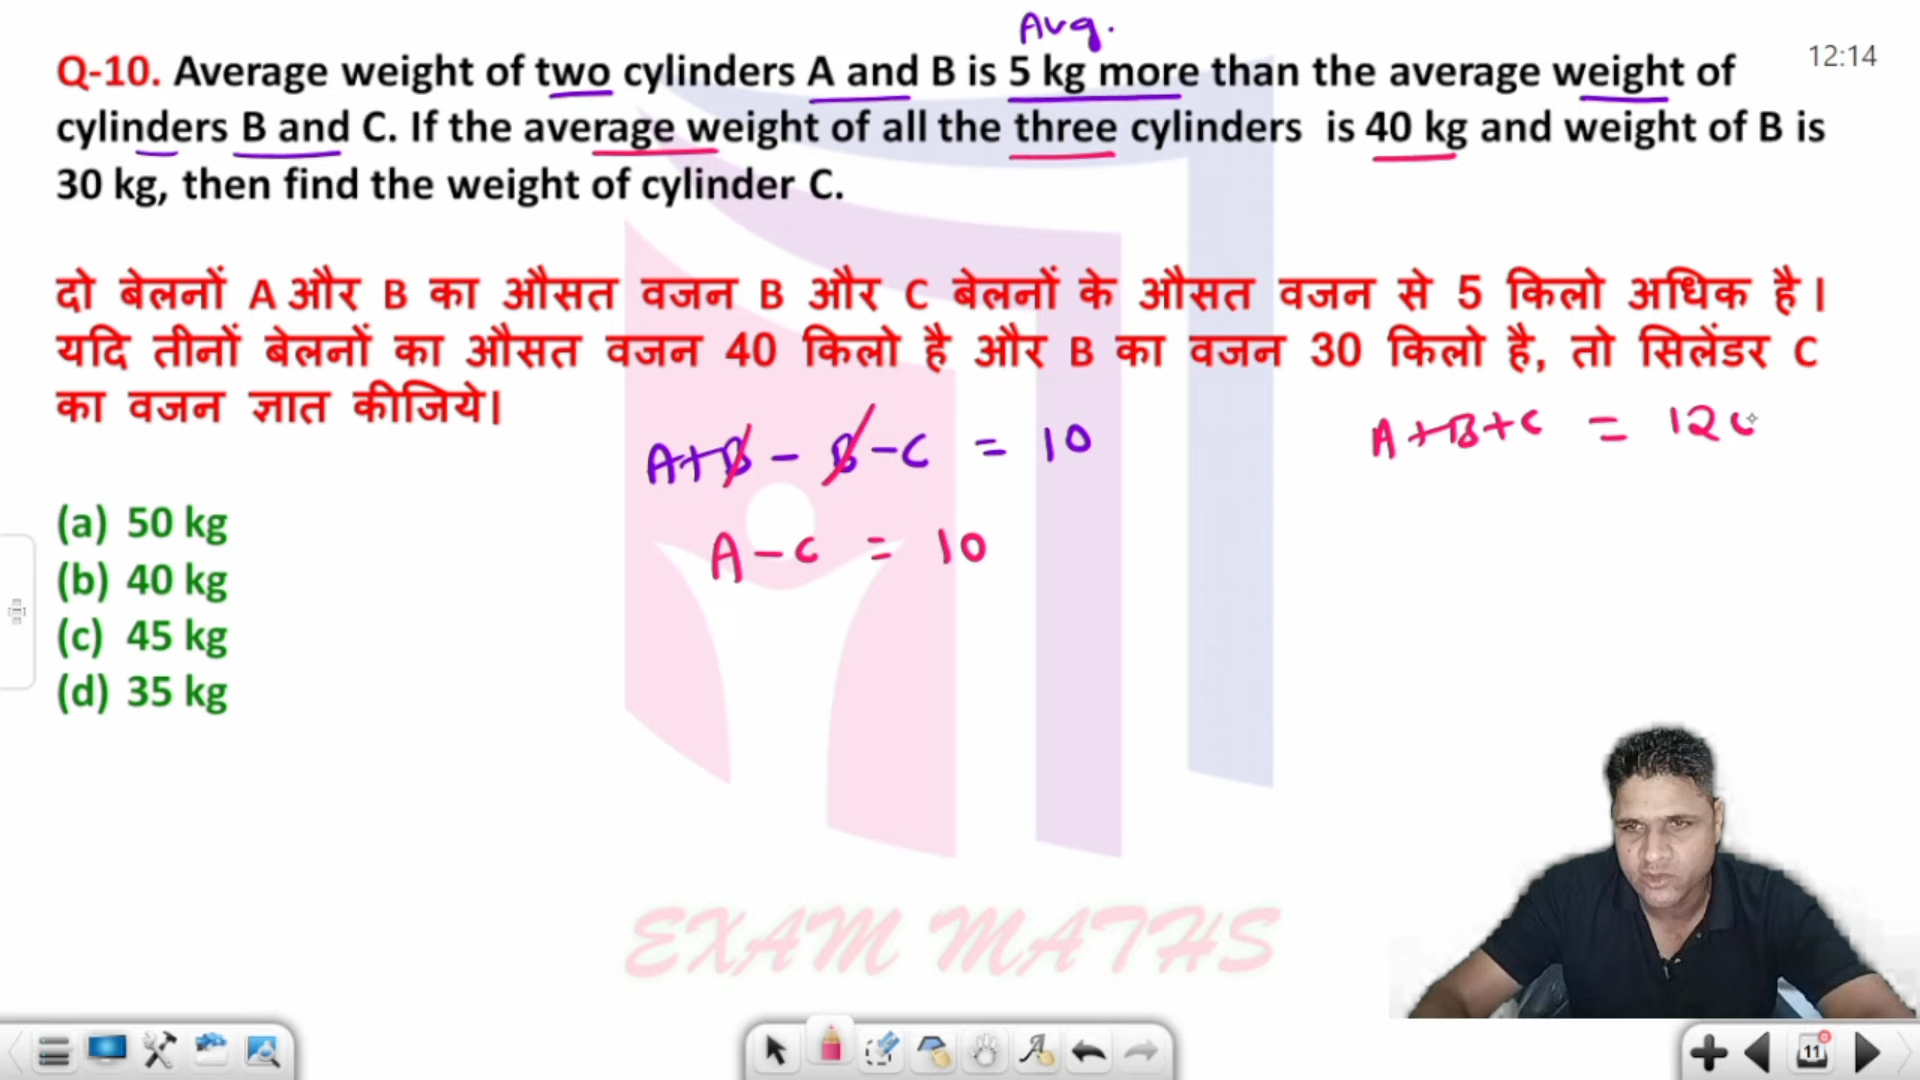 Avg.
12:14
Q-10. Average weight of two cylinders A and B is 5 kg more than the average weight of
cylinders B and C. If the average weight of all the three cylinders is 40 kg and weight of B is
30 kg, then find the weight of cylinder C.
दो बेलनों A और B का औसत वजन B और C बेलनों के औसत वजन से 5 किलो अधिक है।
यदि तीनों बेलनों का औसत वजन 40 किलो है और B का वजन 30 किलो है, तो सिलेंडर C
का वजन ज्ञात कीजिये।
A+B - B-C = 10
A+B+C = 120
A-C = 10
(a) 50 kg
(b) 40 kg
(c) 45 kg
(d) 35 kg
EXAM MATHS
11